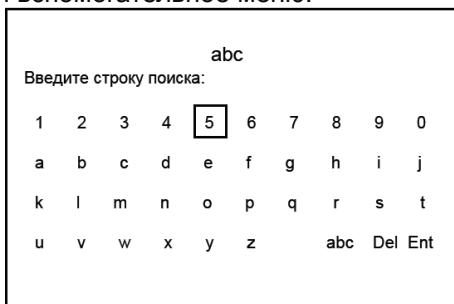 вспомогательное меню.
abc
Введите строку поиска:
1 2 3 4 5 6 7 8 9 0
a b c d e f g h i j
k l m n o p q r s t
u v w x y z abc Del Ent